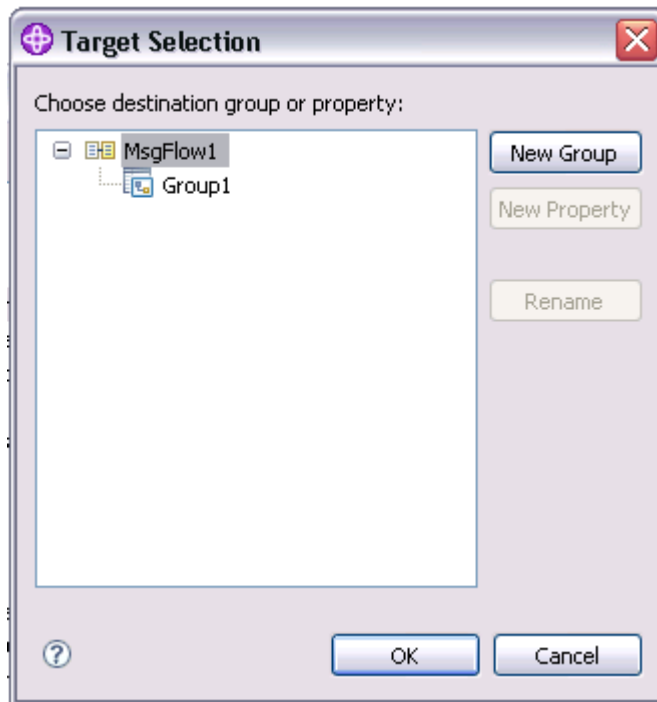 Target Selection
Choose destination group or property:
MsgFlow1
New Group
Group1
New Property
Rename
?
OK
Cancel